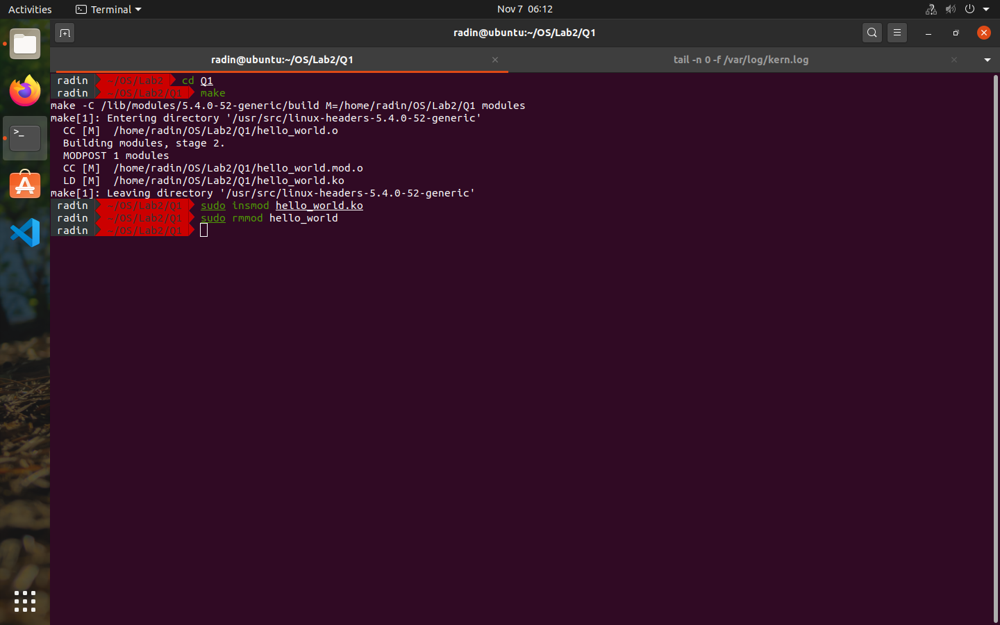 Activities Terminal Nov 7 06:12
radin@ubuntu:~/OS/Lab2/Q1
radin@ubuntu:~/OS/Lab2/Q1 tail -n 0 -f /var/log/kern.log
radin ~/OS/Lab2 cd Q1
radin ~/OS/Lab2/Q1 make
make -C /lib/modules/5.4.0-52-generic/build M=/home/radin/OS/Lab2/Q1 modules
make[1]: Entering directory '/usr/src/linux-headers-5.4.0-52-generic'
CC [M] /home/radin/OS/Lab2/Q1/hello_world.o
Building modules, stage 2.
MODPOST 1 modules
CC [M] /home/radin/OS/Lab2/Q1/hello_world.mod.o
LD [M] /home/radin/OS/Lab2/Q1/hello_world.ko
make[1]: Leaving directory '/usr/src/linux-headers-5.4.0-52-generic'
radin ~/OS/Lab2/Q1 sudo insmod hello_world.ko
radin ~/OS/Lab2/Q1 sudo rmmod hello_world
radin ~/OS/Lab2/Q1